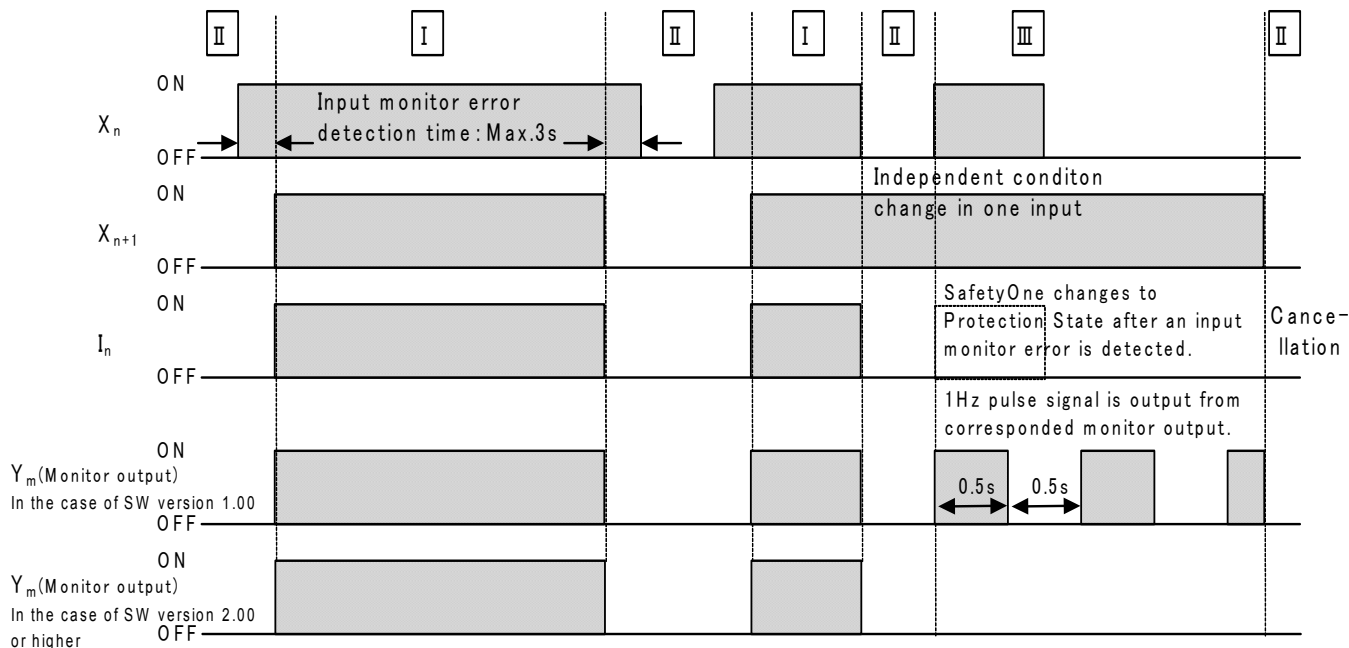 Ⅱ Ⅰ Ⅱ Ⅰ Ⅱ Ⅲ Ⅱ
ON
Xn
OFF
Input monitor error
detection time:Max.3s
ON
Xn+1
OFF
Independent conditon
change in one input
ON
In
OFF
SafetyOne changes to
Protection State after an input
monitor error is detected.
Cance-
llation
1Hz pulse signal is output from
corresponded monitor output.
ON
Ym(Monitor output)
In the case of SW version 1.00
OFF
0.5s 0.5s
ON
Ym(Monitor output)
In the case of SW version 2.00
or higher
OFF